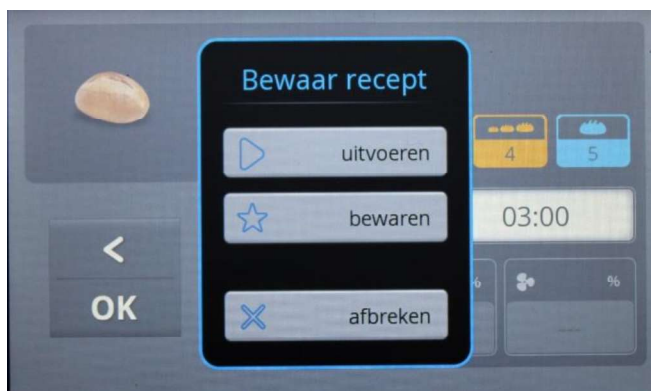 Bewaar recept
uitvoeren
4
5
bewaren
03:00
<
OK
%
%
afbreken
---